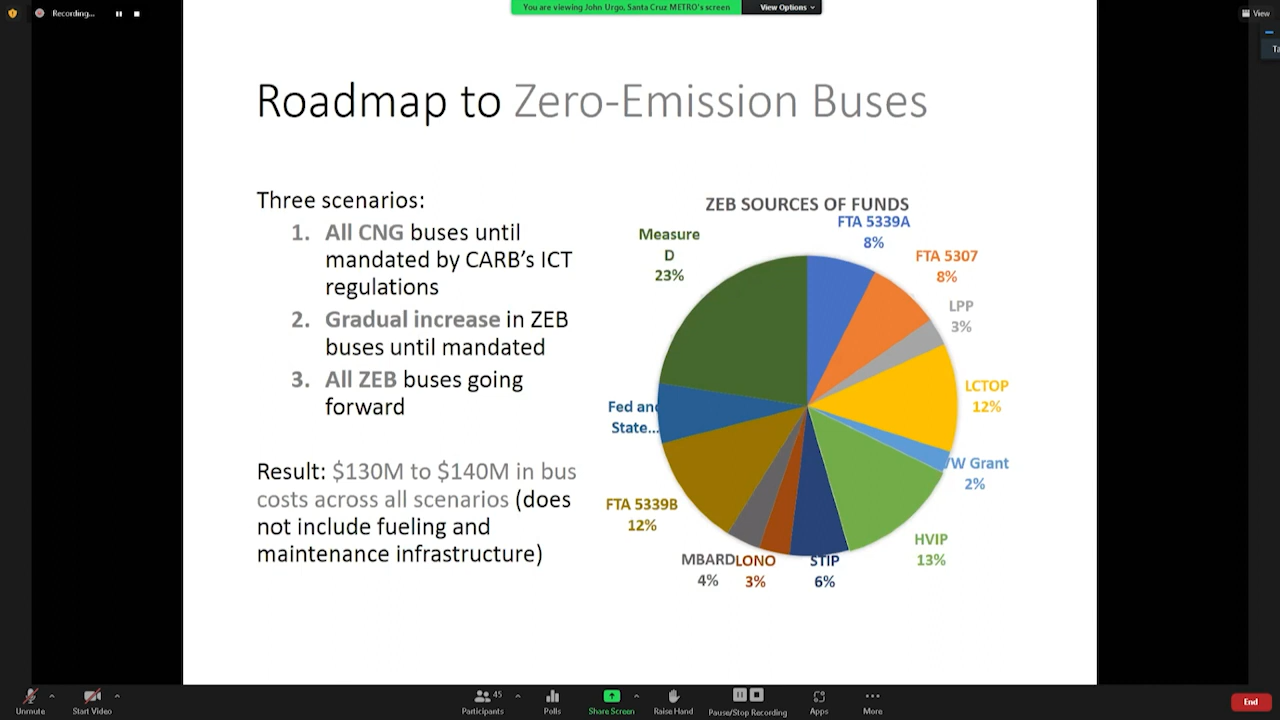 Recording...
You are viewing John Urgo, Santa Cruz METRO's screen
View Options
View
Roadmap to Zero-Emission Buses
Three scenarios:
1. All CNG buses until
mandated by CARB's ICT
regulations
2. Gradual increase in ZEB
buses until mandated
3. All ZEB buses going
forward
Result: $130M to $140M in bus
costs across all scenarios (does
not include fueling and
maintenance infrastructure)
ZEB SOURCES OF FUNDS
FTA 5339A
8%
FTA 5307
8%
LPP
3%
LCTOP
12%
VW Grant
2%
HVIP
13%
STIP
6%
LONO
3%
MBARD
4%
FTA 5339B
12%
Fed and
State...
Measure
D
23%
Unmute
Start Video
45
Participants
Polls
Share Screen
Raise Hand
Pause/Stop Recording
Apps
More
End